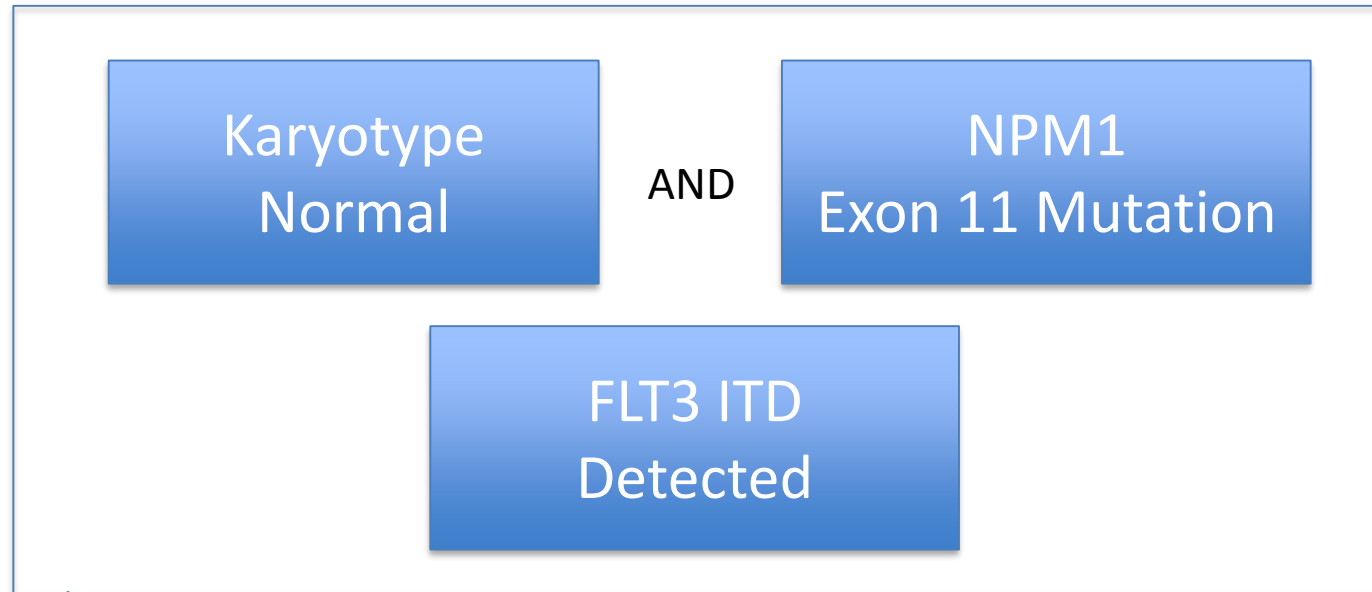 Karyotype
Normal
AND
NPM1
Exon 11 Mutation
FLT3 ITD
Detected